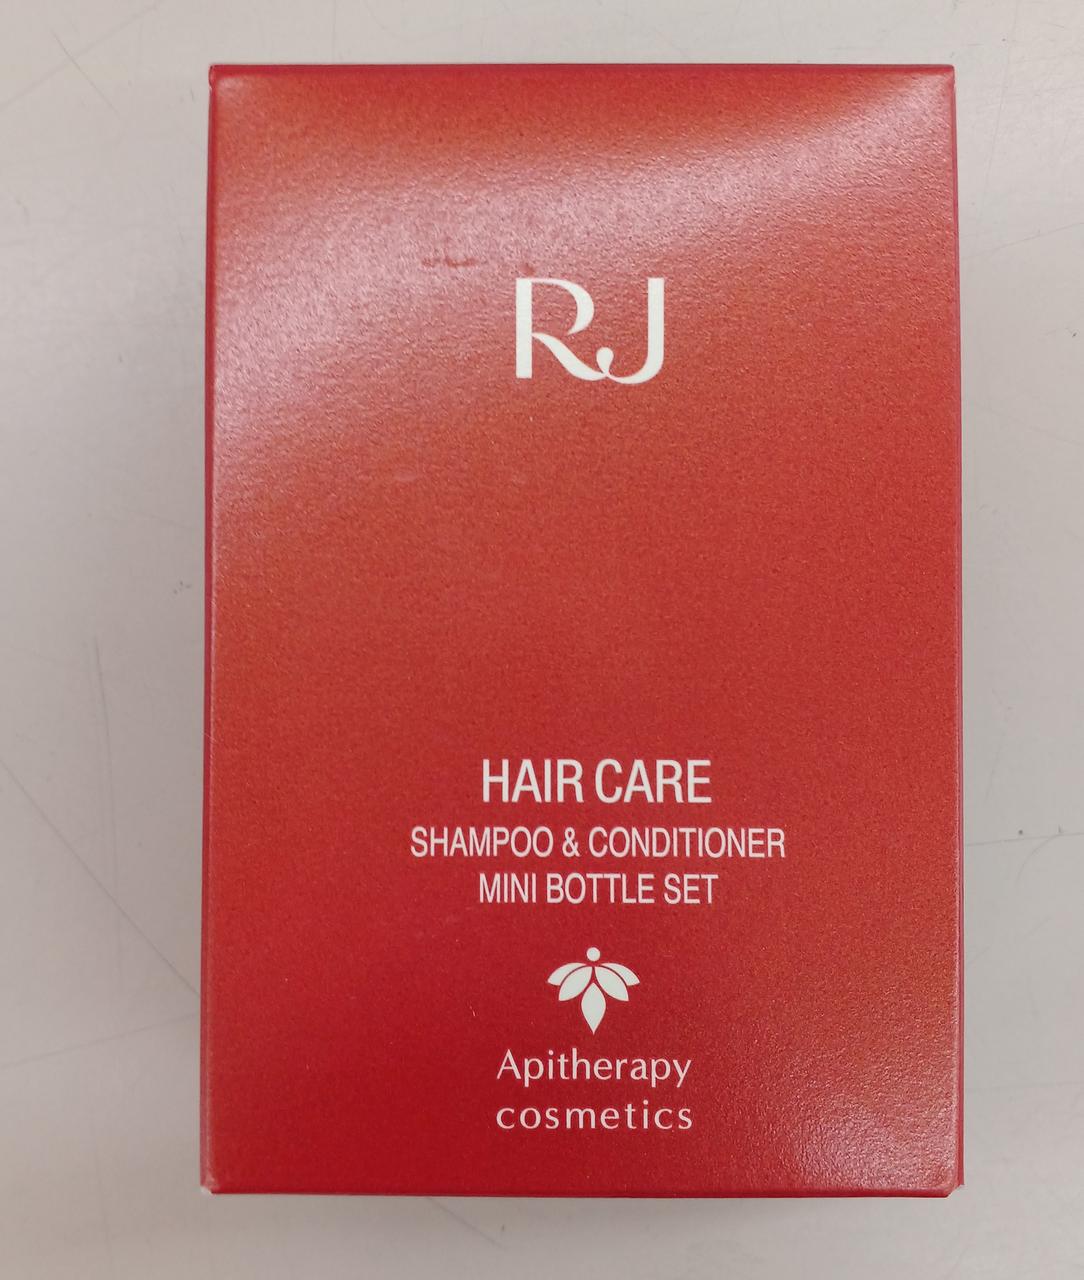 RJ
HAIR CARE
SHAMPOO & CONDITIONER
MINI BOTTLE SET
Apitherapy
cosmetics